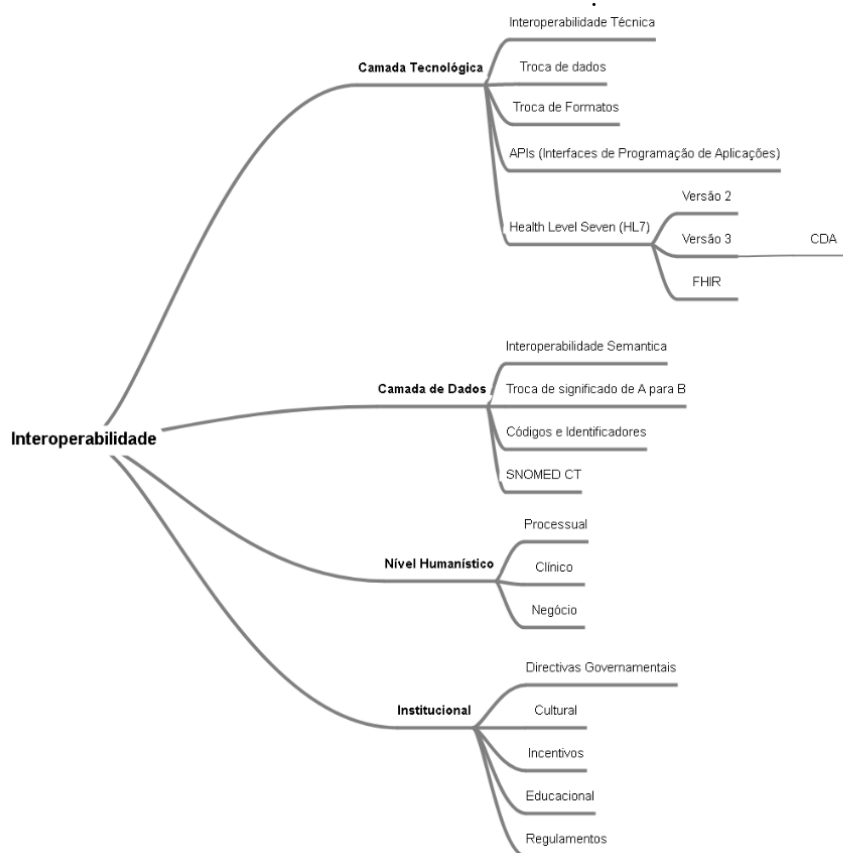 Interoperabilidade
Camada Tecnológica
Interoperabilidade Técnica
Troca de dados
Troca de Formatos
APIs (Interfaces de Programação de Aplicações)
Health Level Seven (HL7)
Versão 2
Versão 3
CDA
FHIR
Camada de Dados
Interoperabilidade Semantica
Troca de significado de A para B
Códigos e Identificadores
SNOMED CT
Nível Humanístico
Processual
Clínico
Negócio
Institucional
Directivas Governamentais
Cultural
Incentivos
Educacional
Regulamentos